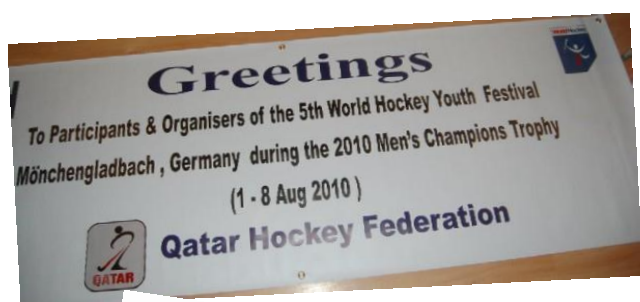 Greetings
To Participants & Organisers of the 5th World Hockey Youth Festival
Mönchengladbach , Germany during the 2010 Men's Champions Trophy
(1 - 8 Aug 2010 )
Qatar Hockey Federation
QATAR